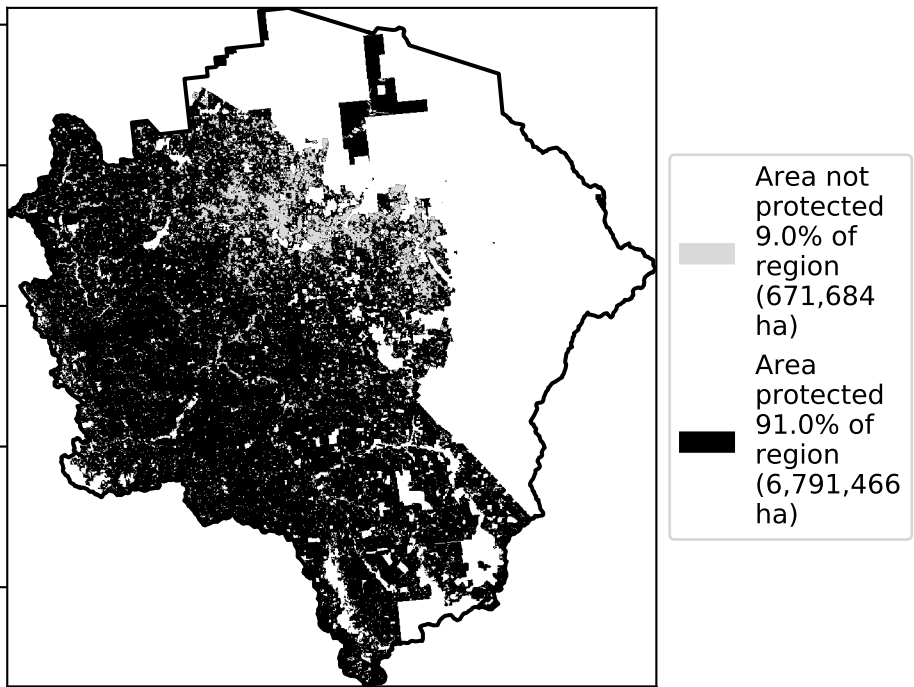 Area not
protected
9.0% of
region
(671,684
ha)
Area
protected
91.0% of
region
(6,791,466
ha)